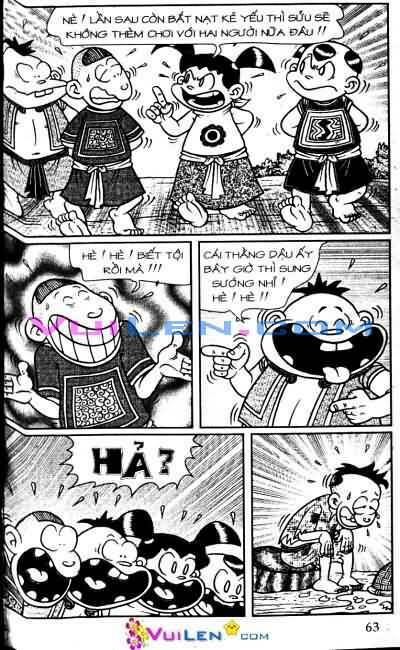 NÈ! LẦN SAU CÒN BẮT NẠT KẺ YẾU THÌ SỬU SẼ
KHÔNG THÈM CHƠI VỚI HAI NGƯỜI NỮA ĐÂU!!
HÈ! HÈ! BIẾT TỘI
RỒI MÀ!!!
CÁI THẰNG DẬU ẤY
BÂY GIỜ THÌ SUNG
SƯỚNG NHỈ!
HÈ! HÈ!!
VUILEN.COM
HẢ?
63
VUILEN.COM